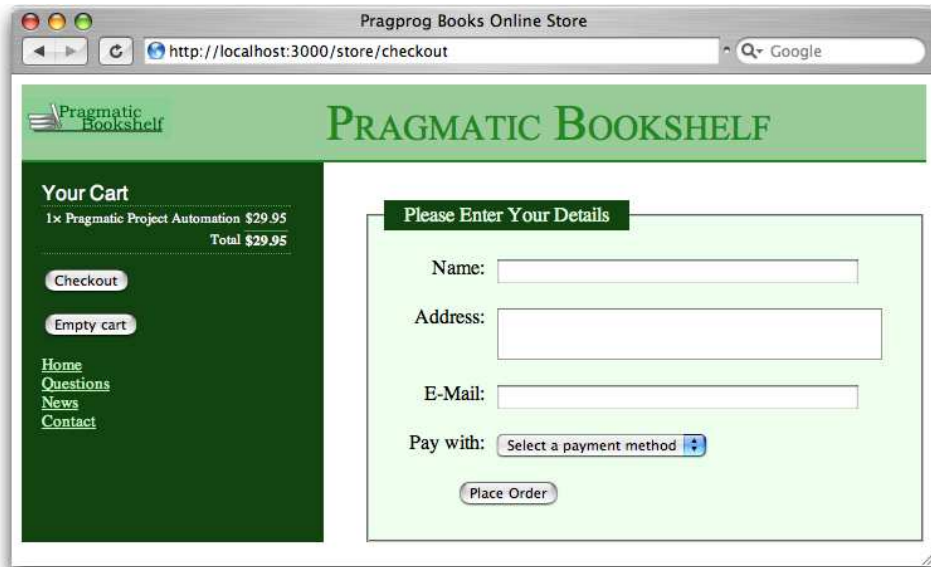 Pragprog Books Online Store
http://localhost:3000/store/checkout
Google
Pragmatic
Bookshelf
PRAGMATIC BOOKSHELF
Your Cart
1× Pragmatic Project Automation $29.95
Total $29.95
Checkout
Empty cart
Home
Questions
News
Contact
Please Enter Your Details
Name:
Address:
E-Mail:
Pay with: Select a payment method
Place Order